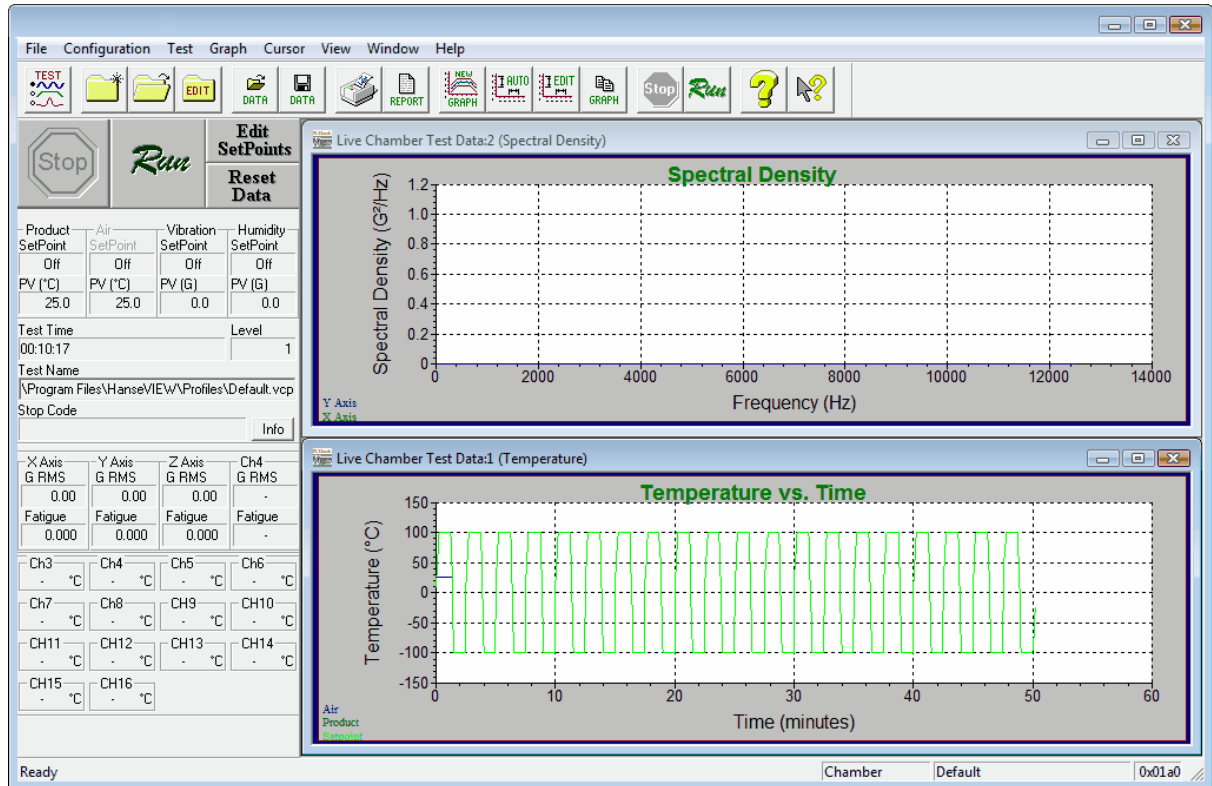 File Configuration Test Graph Cursor View Window Help
TEST EDIT DATA DATA REPORT NEW GRAPH AUTO EDIT GRAPH Stop Run
Stop
Run
Edit SetPoints
Reset Data
Product Air Vibration Humidity
SetPoint SetPoint SetPoint SetPoint
Off Off Off Off
PV (°C) PV (°C) PV (G) PV (G)
25.0 25.0 0.0 0.0
Test Time Level
00:10:17 1
Test Name
\Program Files\HanseVIEW\Profiles\Default.vcp
Stop Code
Info
X Axis Y Axis Z Axis Ch4
G RMS G RMS G RMS G RMS
0.00 0.00 0.00 -
Fatigue Fatigue Fatigue Fatigue
0.000 0.000 0.000 -
Ch3 Ch4 Ch5 Ch6
- °C - °C - °C - °C
Ch7 Ch8 CH9 CH10
- °C - °C - °C - °C
CH11 CH12 CH13 CH14
- °C - °C - °C - °C
CH15 CH16
- °C - °C
Live Chamber Test Data:2 (Spectral Density)
Spectral Density
Spectral Density (G²/Hz)
1.2
1.0
0.8
0.6
0.4
0.2
0
0 2000 4000 6000 8000 10000 12000 14000
Frequency (Hz)
Y Axis
X Axis
Live Chamber Test Data:1 (Temperature)
Temperature vs. Time
Temperature (°C)
150
100
50
0
-50
-100
-150
0 10 20 30 40 50 60
Time (minutes)
Air
Product
Setpoint
Ready Chamber Default 0x01a0